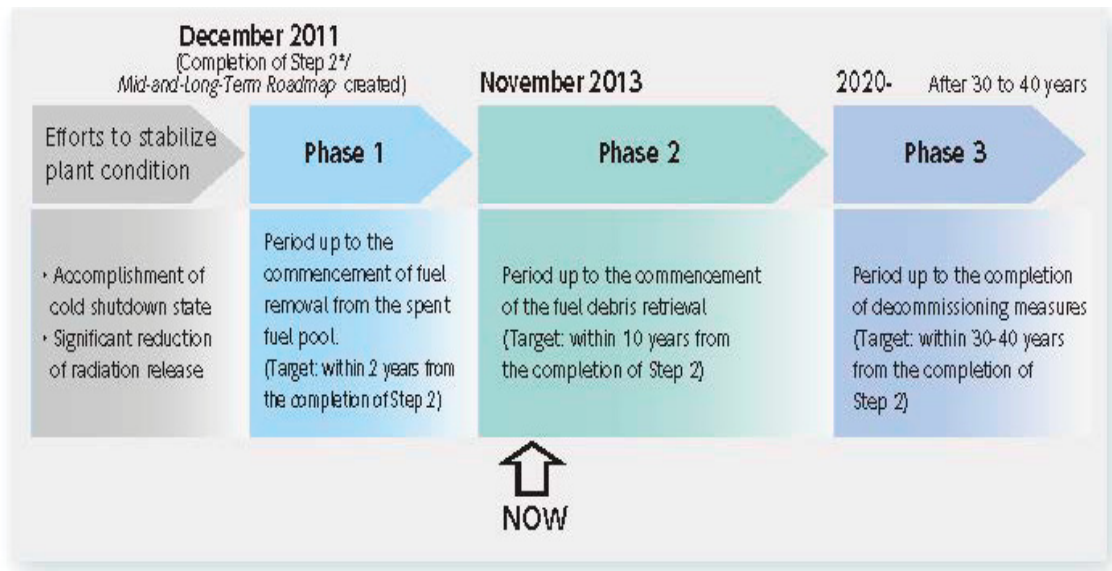 December 2011
(Completion of Step 2*/
Mid-and-Long-Term Roadmap created)
November 2013
2020-
After 30 to 40 years
Efforts to stabilize
plant condition
Phase 1
Phase 2
Phase 3
• Accomplishment of
cold shutdown state
• Significant reduction
of radiation release
Period up to the
commencement of fuel
removal from the spent
fuel pool.
(Target: within 2 years from
the completion of Step 2)
Period up to the commencement
of the fuel debris retrieval
(Target: within 10 years from
the completion of Step 2)
Period up to the completion
of decommissioning measures
(Target: within 30-40 years
from the completion of
Step 2)
NOW